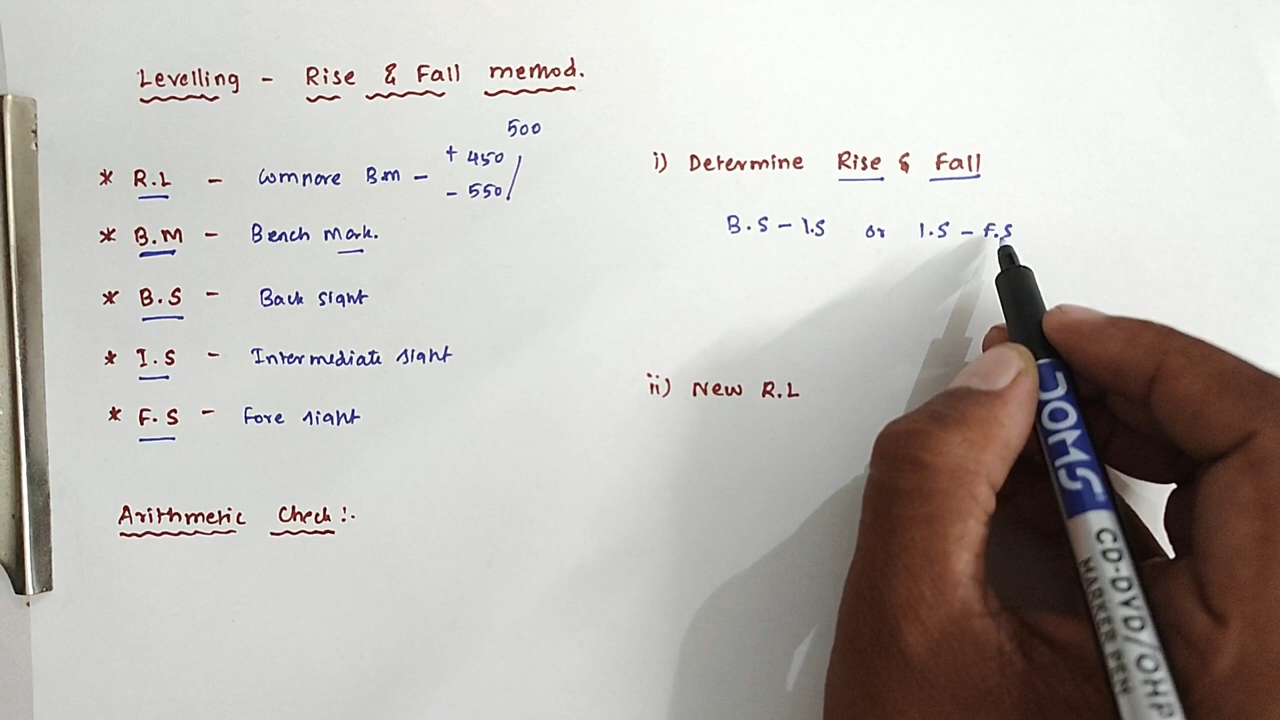 Levelling - Rise & Fall memod.
500
+ 450
* R.L - Compare B.m -
- 550
* B.M - Bench Mark.
* B.S - Back sight
* I.S - Intermediate sight
* F.S - Fore sight
Arithmetic Check :-
i) Determine Rise & Fall
B.S - I.S or I.S - F.S
ii) New R.L
DOMS
CD-DVD/OHP
MARKER PEN